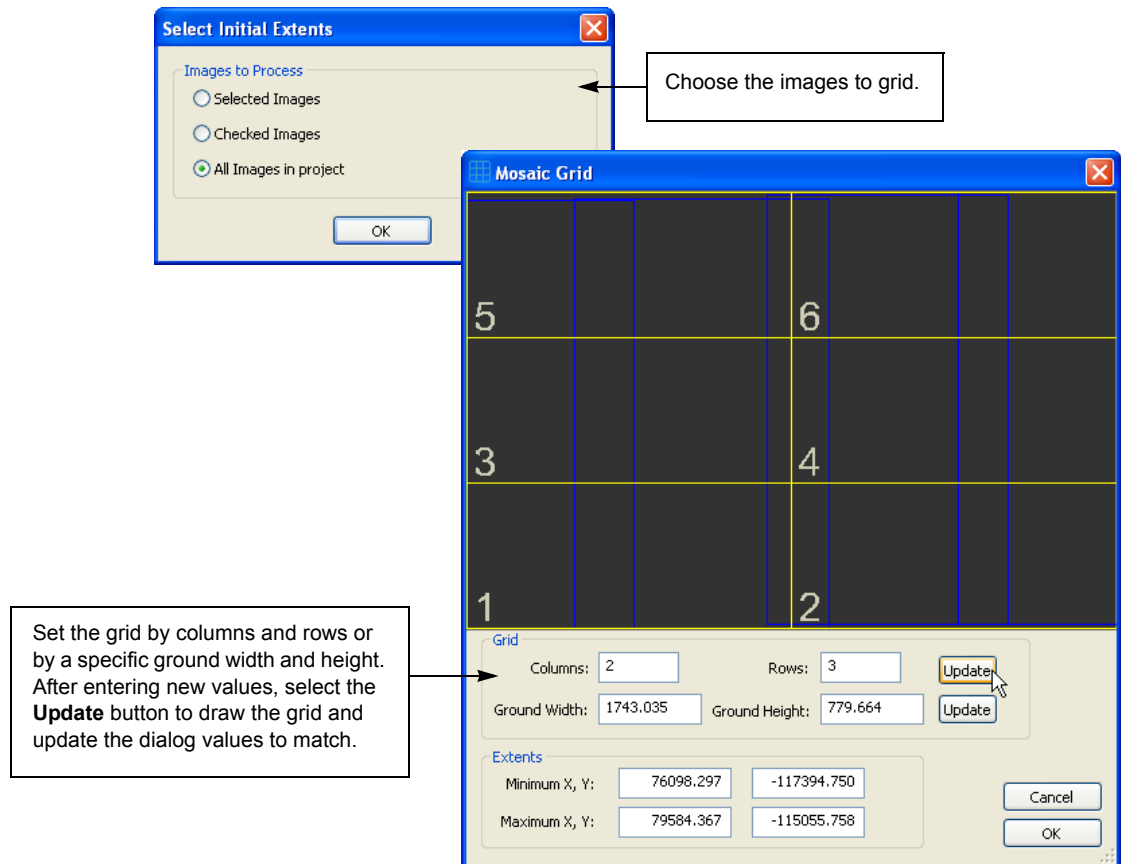 Select Initial Extents
Images to Process
Selected Images
Checked Images
All Images in project
OK
Choose the images to grid.
Mosaic Grid
5
6
3
4
1
2
Set the grid by columns and rows or
by a specific ground width and height.
After entering new values, select the
Update button to draw the grid and
update the dialog values to match.
Grid
Columns: 2 Rows: 3 Update
Ground Width: 1743.035 Ground Height: 779.664 Update
Extents
Minimum X, Y: 76098.297 -117394.750
Maximum X, Y: 79584.367 -115055.758
Cancel
OK